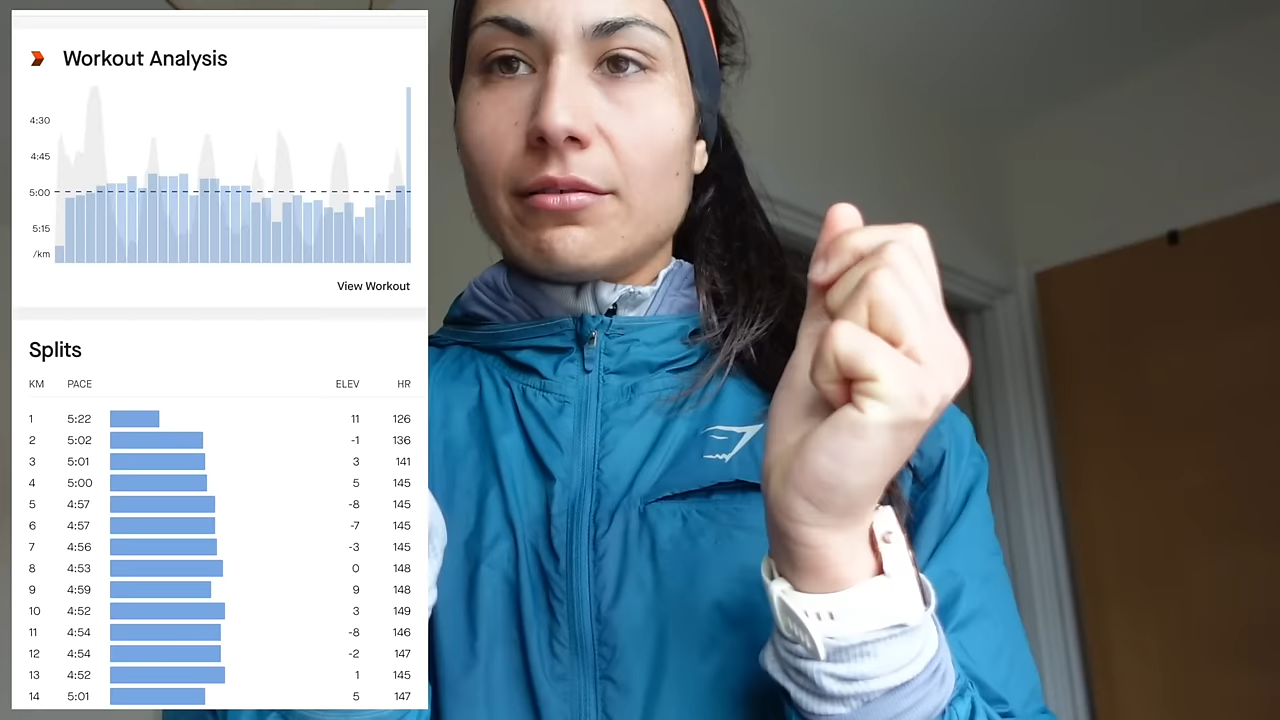 Workout Analysis
4:30
4:45
5:00
5:15
/km
View Workout
Splits
KM PACE ELEV HR
1 5:22 11 126
2 5:02 -1 136
3 5:01 3 141
4 5:00 5 145
5 4:57 -8 145
6 4:57 -7 145
7 4:56 -3 145
8 4:53 0 148
9 4:59 9 148
10 4:52 3 149
11 4:54 -8 146
12 4:54 -2 147
13 4:52 1 145
14 5:01 5 147